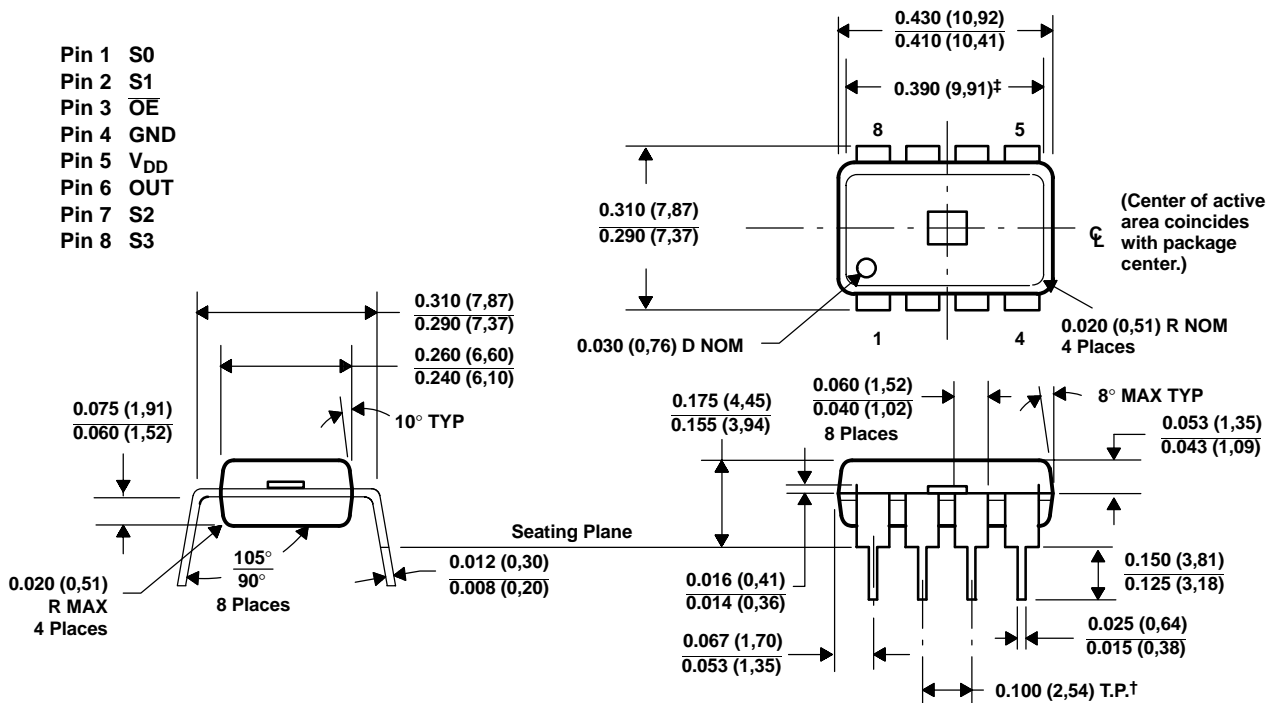 Pin 1 S0
Pin 2 S1
Pin 3 O̅E̅
Pin 4 GND
Pin 5 VDD
Pin 6 OUT
Pin 7 S2
Pin 8 S3
0.430 (10,92)
0.410 (10,41)
0.390 (9,91)‡
8
5
0.310 (7,87)
0.290 (7,37)
℄
(Center of active
area coincides
with package
center.)
0.030 (0,76) D NOM
1
4
0.020 (0,51) R NOM
4 Places
0.310 (7,87)
0.290 (7,37)
0.260 (6,60)
0.240 (6,10)
0.075 (1,91)
0.060 (1,52)
10° TYP
0.020 (0,51)
R MAX
4 Places
105°
90°
8 Places
0.012 (0,30)
0.008 (0,20)
Seating Plane
0.175 (4,45)
0.155 (3,94)
0.060 (1,52)
0.040 (1,02)
8 Places
8° MAX TYP
0.053 (1,35)
0.043 (1,09)
0.016 (0,41)
0.014 (0,36)
0.150 (3,81)
0.125 (3,18)
0.067 (1,70)
0.053 (1,35)
0.025 (0,64)
0.015 (0,38)
0.100 (2,54) T.P.†